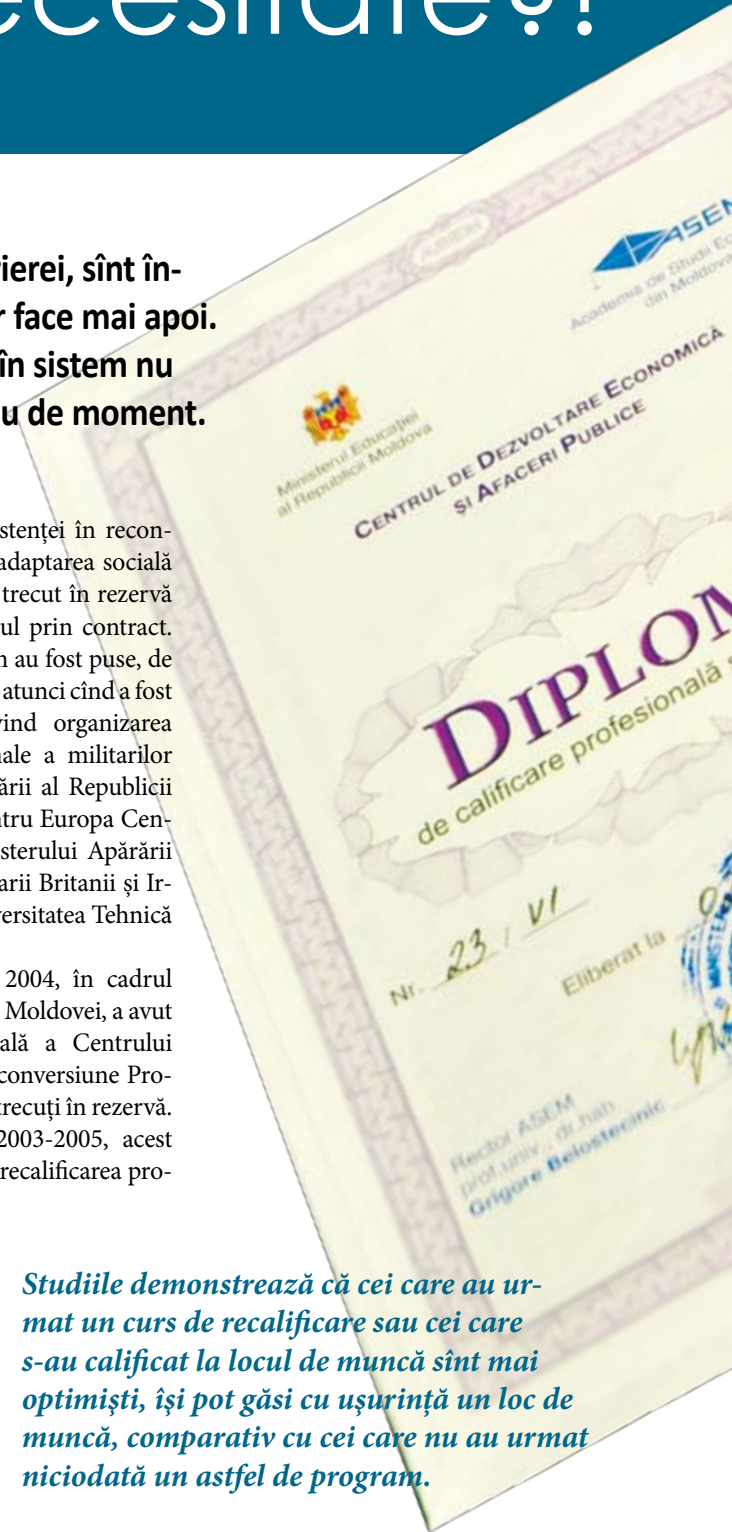 ecesitate?!
ierei, sînt în-
r face mai apoi.
în sistem nu
u de moment.
stenței în recon-
adaptarea socială
trecut în rezervă
ul prin contract.
n au fost puse, de
atunci cînd a fost
vind organizarea
nale a militarilor
ării al Republicii
ntru Europa Cen-
isterului Apărării
arii Britanii și Ir-
versitatea Tehnică
2004, în cadrul
Moldovei, a avut
ală a Centrului
conversiune Pro-
trecuți în rezervă.
2003-2005, acest
recalificarea pro-
Studiile demonstrează că cei care au ur-
mat un curs de recalificare sau cei care
s-au calificat la locul de muncă sînt mai
optimiști, își pot găsi cu ușurință un loc de
muncă, comparativ cu cei care nu au urmat
niciodată un astfel de program.
ASEM
Academia de Studii Ec
din Moldova
Ministerul Educației
al Republicii Moldova
CENTRUL DE DEZVOLTARE ECONOMICĂ
ȘI AFACERI PUBLICE
DIPLOM
de calificare profesională s
Nr. 23 / VI
Eliberat la
Rector ASEM
prof.univ., dr.hab.
Grigore Belostecinic